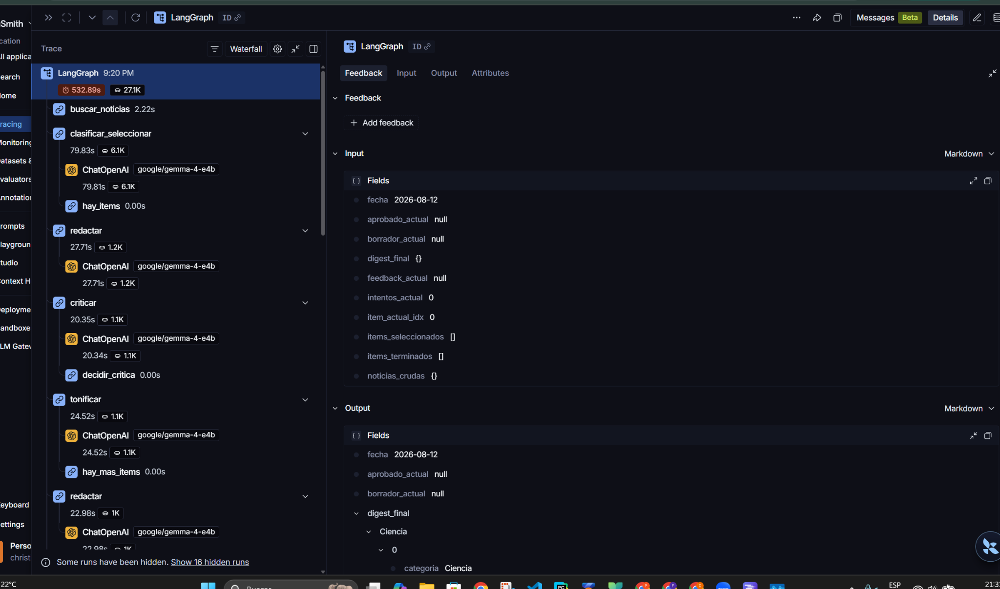 LangGraph ID
Messages Beta Details
Smith
cation
ll applica
earch
ome
racing
Monitoring
atasets &
valuators
nnotation
rompts
laygroun
tudio
ontext H
eployme
andboxe
LM Gatew
eyboard
ettings
Perso
christ
Trace
Waterfall
LangGraph 9:20 PM
532.89s 27.1K
buscar_noticias 2.22s
clasificar_seleccionar
79.83s 6.1K
ChatOpenAI google/gemma-4-e4b
79.81s 6.1K
hay_items 0.00s
redactar
27.71s 1.2K
ChatOpenAI google/gemma-4-e4b
27.71s 1.2K
criticar
20.35s 1.1K
ChatOpenAI google/gemma-4-e4b
20.34s 1.1K
decidir_critica 0.00s
tonificar
24.52s 1.1K
ChatOpenAI google/gemma-4-e4b
24.52s 1.1K
hay_mas_items 0.00s
redactar
22.98s 1K
ChatOpenAI google/gemma-4-e4b
22.98s 1K
Some runs have been hidden. Show 16 hidden runs
LangGraph ID
Feedback Input Output Attributes
Feedback
+ Add feedback
Input Markdown
{ } Fields
fecha 2026-08-12
aprobado_actual null
borrador_actual null
digest_final {}
feedback_actual null
intentos_actual 0
item_actual_idx 0
items_seleccionados []
items_terminados []
noticias_crudas {}
Output Markdown
{ } Fields
fecha 2026-08-12
aprobado_actual null
borrador_actual null
digest_final
Ciencia
0
categoria Ciencia
22°C
Buscar
ESP
21:3